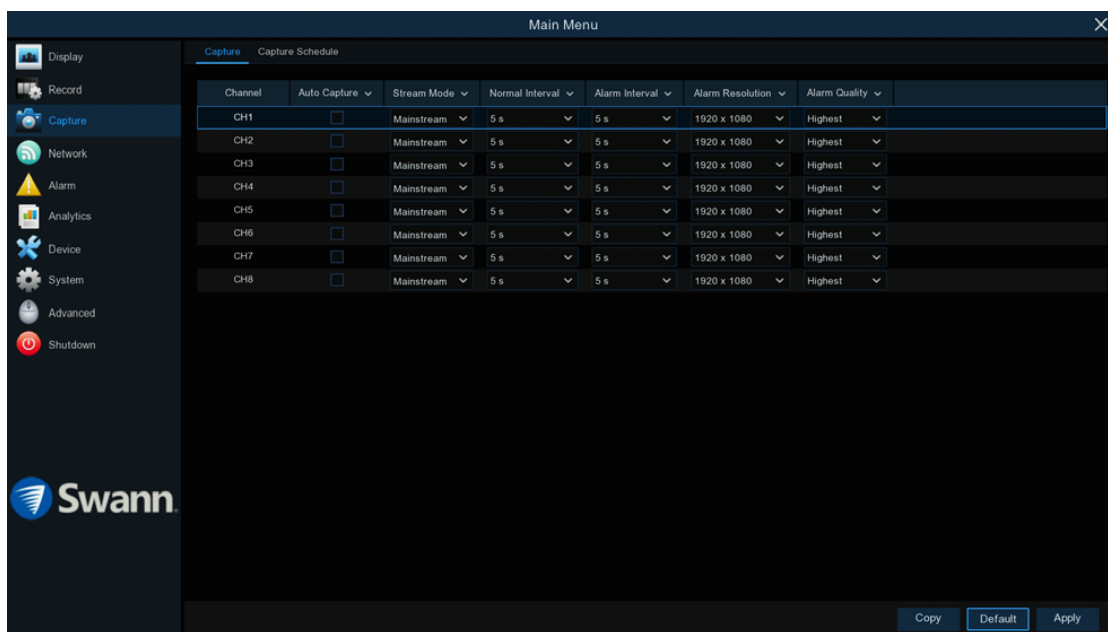 Main Menu
Display
Record
Capture
Network
Alarm
Analytics
Device
System
Advanced
Shutdown
Swann
Capture Capture Schedule
Channel Auto Capture Stream Mode Normal Interval Alarm Interval Alarm Resolution Alarm Quality
CH1 Mainstream 5 s 5 s 1920 x 1080 Highest
CH2 Mainstream 5 s 5 s 1920 x 1080 Highest
CH3 Mainstream 5 s 5 s 1920 x 1080 Highest
CH4 Mainstream 5 s 5 s 1920 x 1080 Highest
CH5 Mainstream 5 s 5 s 1920 x 1080 Highest
CH6 Mainstream 5 s 5 s 1920 x 1080 Highest
CH7 Mainstream 5 s 5 s 1920 x 1080 Highest
CH8 Mainstream 5 s 5 s 1920 x 1080 Highest
Copy Default Apply